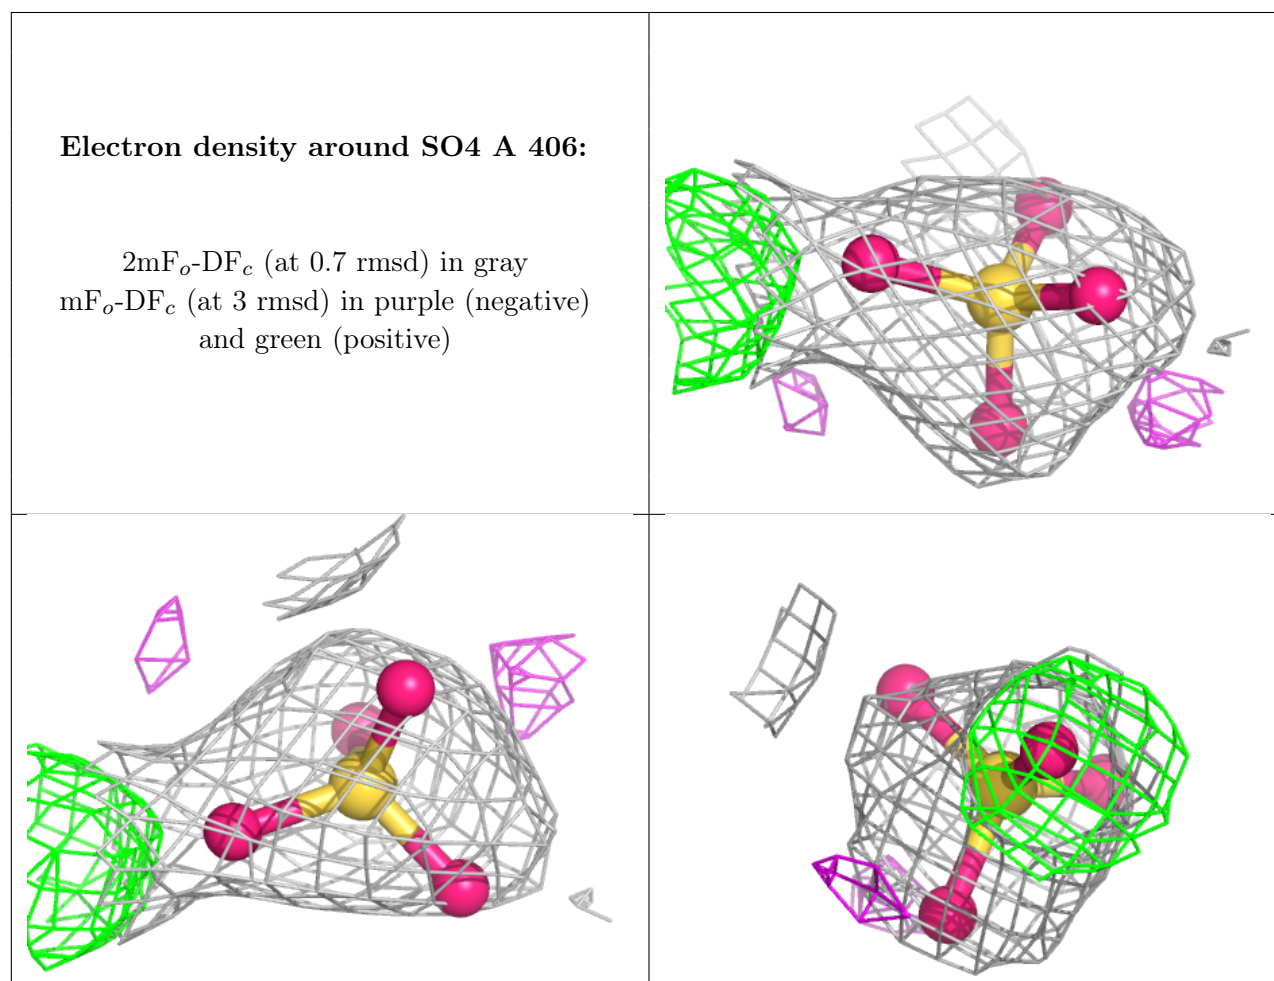 Electron density around SO4 A 406:
2mFo-DFc (at 0.7 rmsd) in gray
mFo-DFc (at 3 rmsd) in purple (negative)
and green (positive)